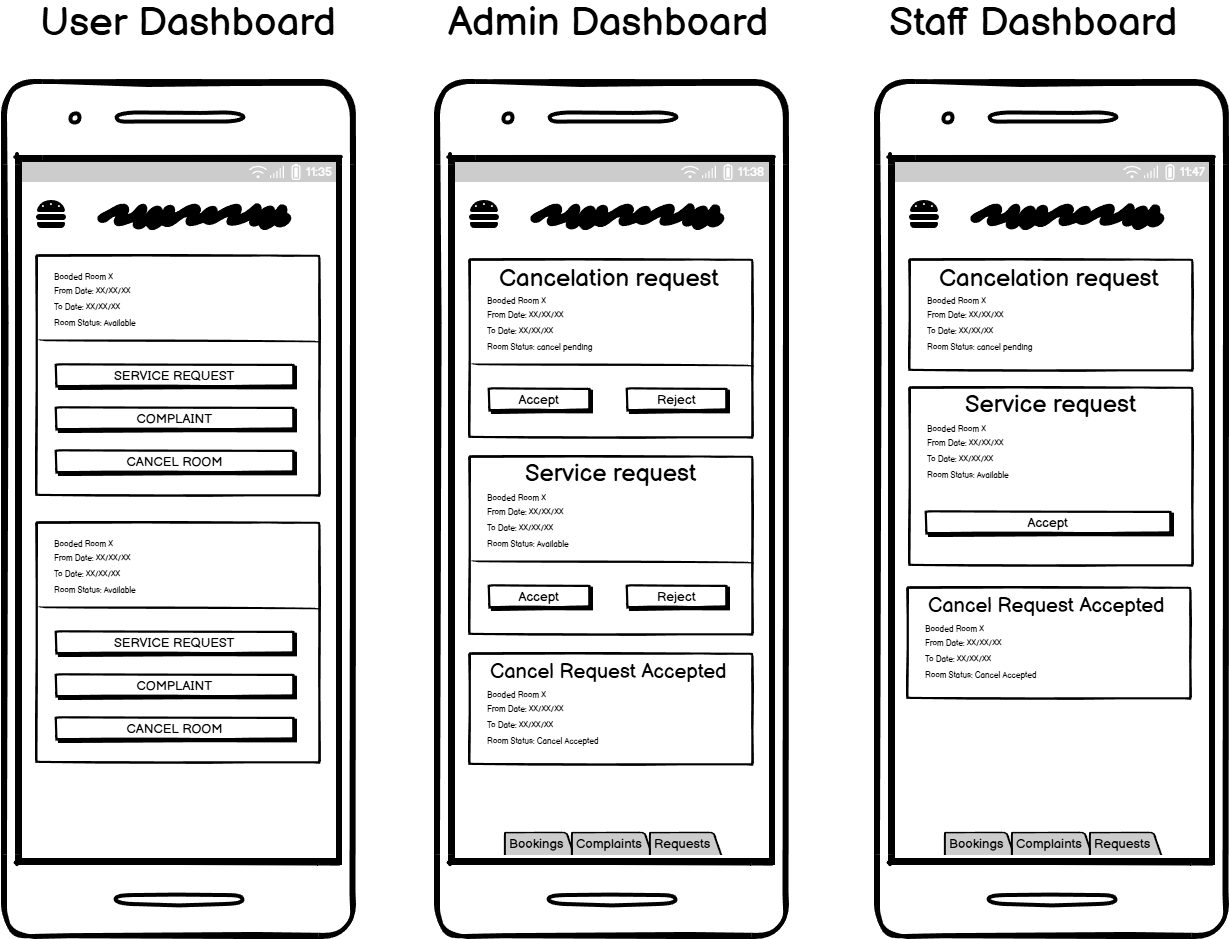 User Dashboard
11:35
Booded Room X
From Date: XX/XX/XX
To Date: XX/XX/XX
Room Status: Available
SERVICE REQUEST
COMPLAINT
CANCEL ROOM
Booded Room X
From Date: XX/XX/XX
To Date: XX/XX/XX
Room Status: Available
SERVICE REQUEST
COMPLAINT
CANCEL ROOM
Admin Dashboard
11:38
Cancelation request
Booded Room X
From Date: XX/XX/XX
To Date: XX/XX/XX
Room Status: cancel pending
Accept Reject
Service request
Booded Room X
From Date: XX/XX/XX
To Date: XX/XX/XX
Room Status: Available
Accept Reject
Cancel Request Accepted
Booded Room X
From Date: XX/XX/XX
To Date: XX/XX/XX
Room Status: Cancel Accepted
Bookings Complaints Requests
Staff Dashboard
11:47
Cancelation request
Booded Room X
From Date: XX/XX/XX
To Date: XX/XX/XX
Room Status: cancel pending
Service request
Booded Room X
From Date: XX/XX/XX
To Date: XX/XX/XX
Room Status: Available
Accept
Cancel Request Accepted
Booded Room X
From Date: XX/XX/XX
To Date: XX/XX/XX
Room Status: Cancel Accepted
Bookings Complaints Requests